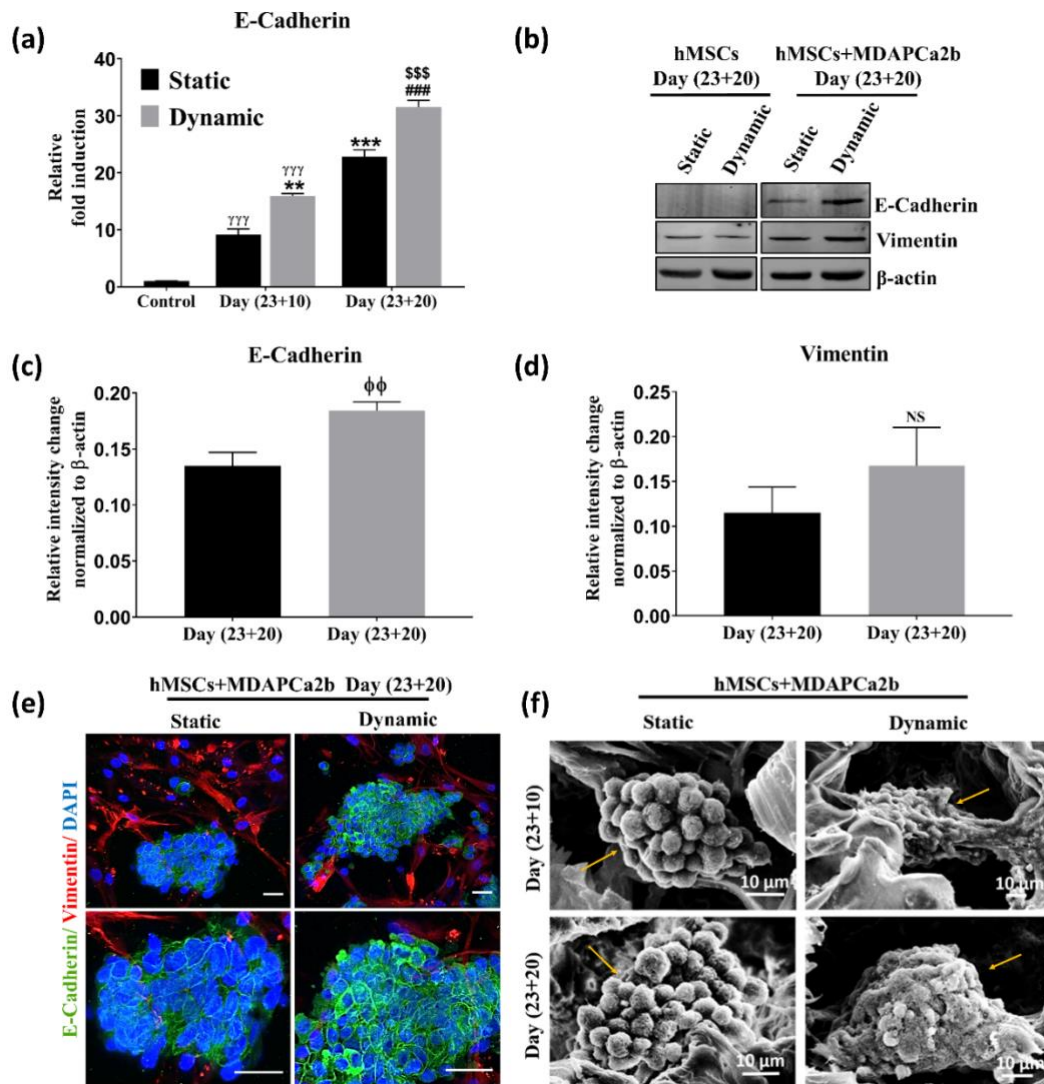 (a)
E-Cadherin
Relative
fold induction
40
30
20
10
0
Static
Dynamic
γγγ
γγγ
**
***
$$$
###
Control
Day (23+10)
Day (23+20)
(b)
hMSCs
Day (23+20)
hMSCs+MDAPCa2b
Day (23+20)
Static
Dynamic
Static
Dynamic
E-Cadherin
Vimentin
β-actin
(c)
E-Cadherin
Relative intensity change
normalized to β-actin
0.20
0.15
0.10
0.05
0.00
ϕϕ
Day (23+20)
Day (23+20)
(d)
Vimentin
Relative intensity change
normalized to β-actin
0.25
0.20
0.15
0.10
0.05
0.00
NS
Day (23+20)
Day (23+20)
(e)
hMSCs+MDAPCa2b Day (23+20)
Static
Dynamic
E-Cadherin/ Vimentin/ DAPI
(f)
hMSCs+MDAPCa2b
Static
Dynamic
Day (23+10)
10 μm
10 μm
Day (23+20)
10 μm
10 μm